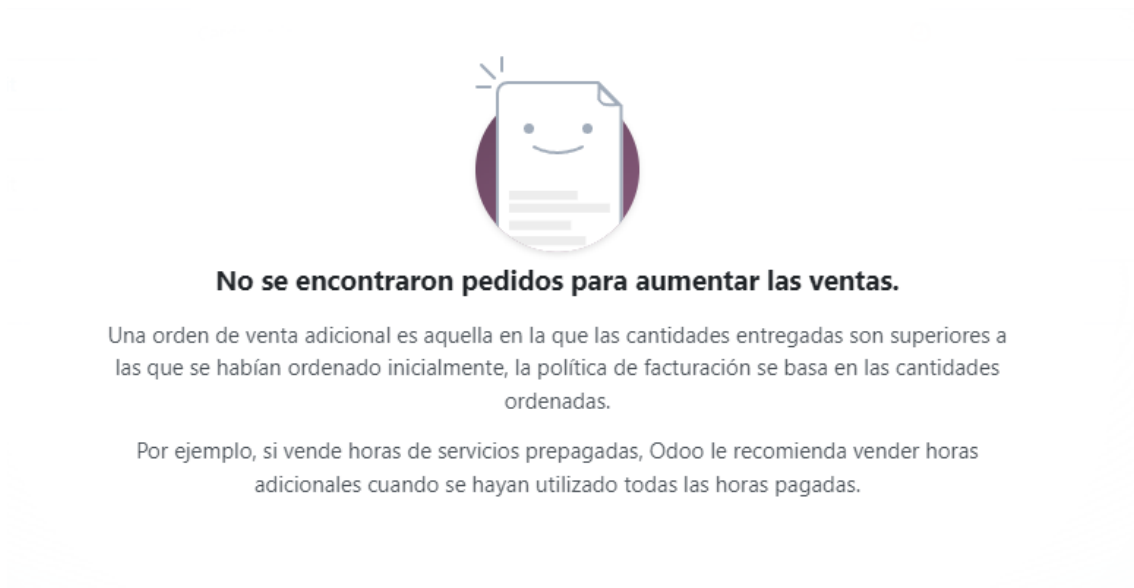 No se encontraron pedidos para aumentar las ventas.
Una orden de venta adicional es aquella en la que las cantidades entregadas son superiores a
las que se habían ordenado inicialmente, la política de facturación se basa en las cantidades
ordenadas.
Por ejemplo, si vende horas de servicios prepagadas, Odoo le recomienda vender horas
adicionales cuando se hayan utilizado todas las horas pagadas.